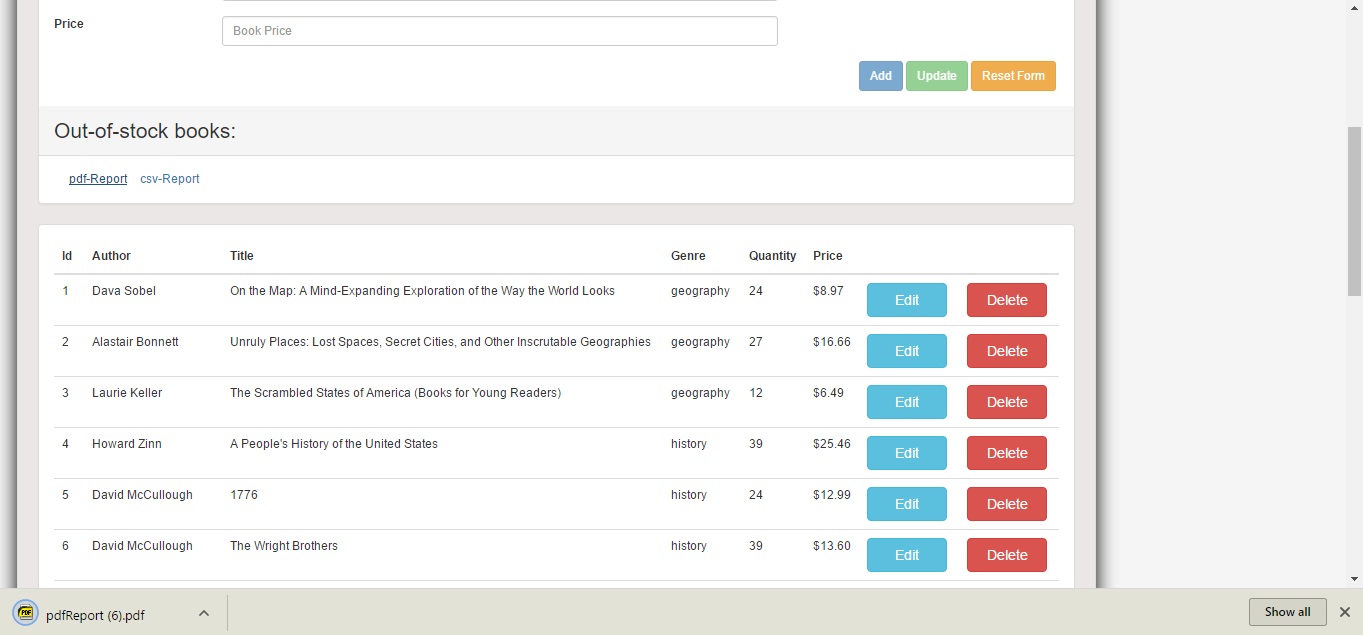 Price
Book Price
Add Update Reset Form
Out-of-stock books:
pdf-Report csv-Report
Id Author Title Genre Quantity Price
1 Dava Sobel On the Map: A Mind-Expanding Exploration of the Way the World Looks geography 24 $8.97 Edit Delete
2 Alastair Bonnett Unruly Places: Lost Spaces, Secret Cities, and Other Inscrutable Geographies geography 27 $16.66 Edit Delete
3 Laurie Keller The Scrambled States of America (Books for Young Readers) geography 12 $6.49 Edit Delete
4 Howard Zinn A People's History of the United States history 39 $25.46 Edit Delete
5 David McCullough 1776 history 24 $12.99 Edit Delete
6 David McCullough The Wright Brothers history 39 $13.60 Edit Delete
PDF pdfReport (6).pdf Show all